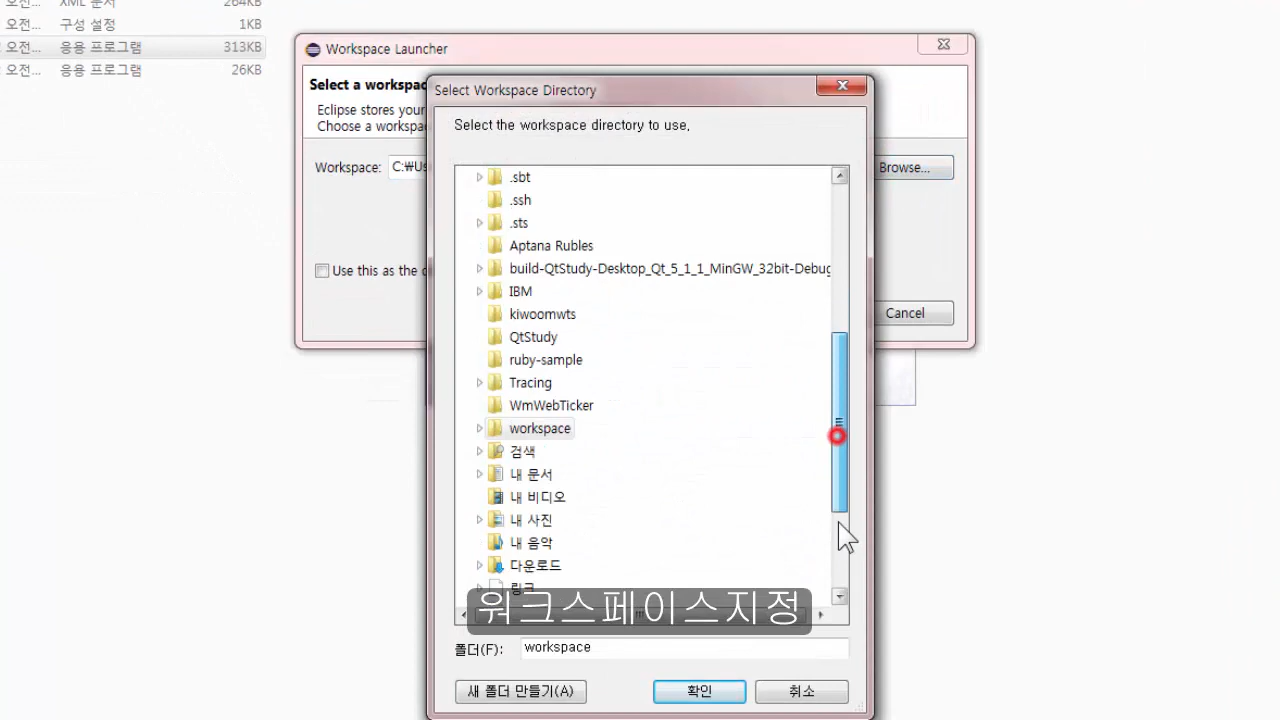 오전... XML 문서 264KB
오전... 구성 설정 1KB
오전... 응용 프로그램 313KB
오전... 응용 프로그램 26KB
Workspace Launcher
Select a workspac
Eclipse stores your
Choose a workspa
Workspace: C:₩Us
Browse...
Use this as the d
Cancel
Select Workspace Directory
Select the workspace directory to use.
.sbt
.ssh
.sts
Aptana Rubles
build-QtStudy-Desktop_Qt_5_1_1_MinGW_32bit-Debug
IBM
kiwoomwts
QtStudy
ruby-sample
Tracing
WmWebTicker
workspace
검색
내 문서
내 비디오
내 사진
내 음악
다운로드
링크
워크스페이스지정
폴더(F): workspace
새 폴더 만들기(A)
확인
취소